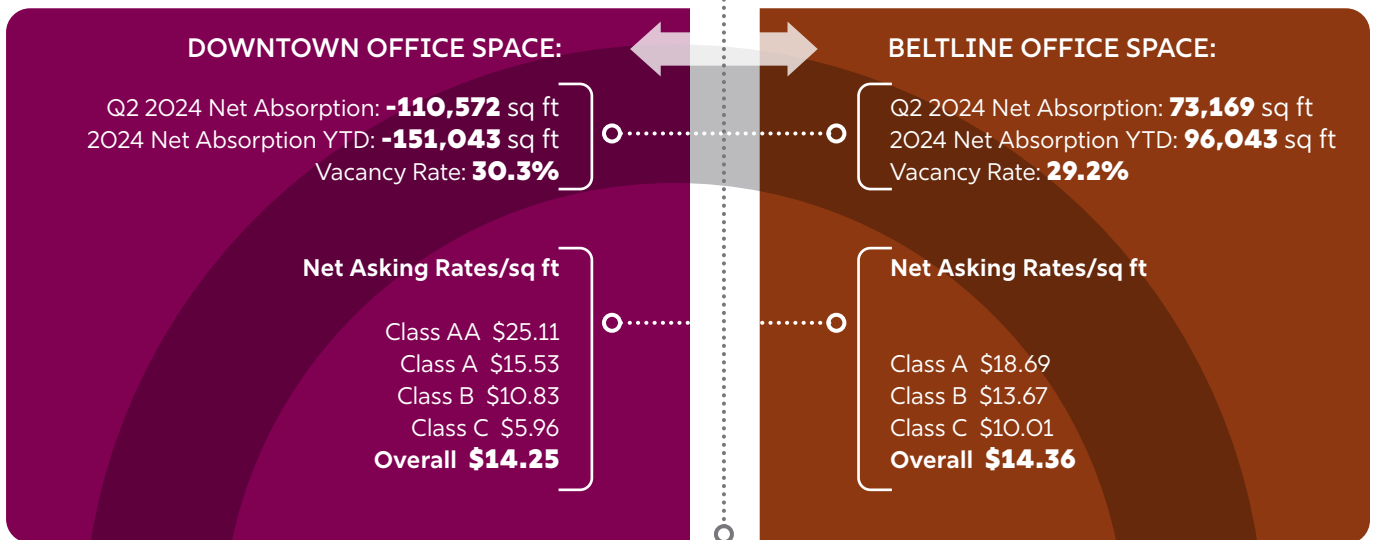 DOWNTOWN OFFICE SPACE:
Q2 2024 Net Absorption: -110,572 sq ft
2024 Net Absorption YTD: -151,043 sq ft
Vacancy Rate: 30.3%
Net Asking Rates/sq ft
Class AA $25.11
Class A $15.53
Class B $10.83
Class C $5.96
Overall $14.25
BELTLINE OFFICE SPACE:
Q2 2024 Net Absorption: 73,169 sq ft
2024 Net Absorption YTD: 96,043 sq ft
Vacancy Rate: 29.2%
Net Asking Rates/sq ft
Class A $18.69
Class B $13.67
Class C $10.01
Overall $14.36